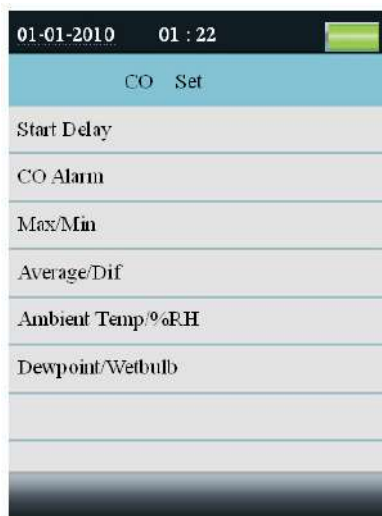 01-01-2010 01 : 22
CO Set
Start Delay
CO Alarm
Max/Min
Average/Dif
Ambient Temp/%RH
Dewpoint/Wetbulb